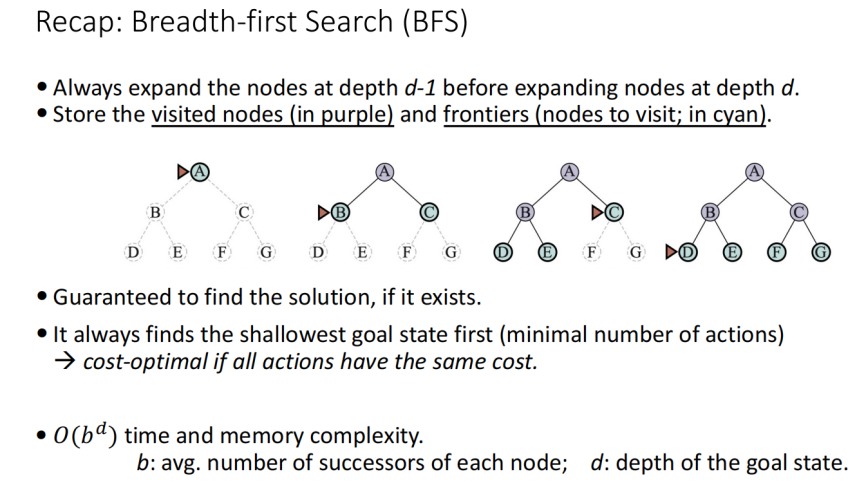 Recap: Breadth-first Search (BFS)
• Always expand the nodes at depth d-1 before expanding nodes at depth d.
• Store the visited nodes (in purple) and frontiers (nodes to visit; in cyan).
A A A A
B C B C B C B C
D E F G D E F G D E F G D E F G
• Guaranteed to find the solution, if it exists.
• It always finds the shallowest goal state first (minimal number of actions)
→ cost-optimal if all actions have the same cost.
• O(b^d) time and memory complexity.
b: avg. number of successors of each node; d: depth of the goal state.